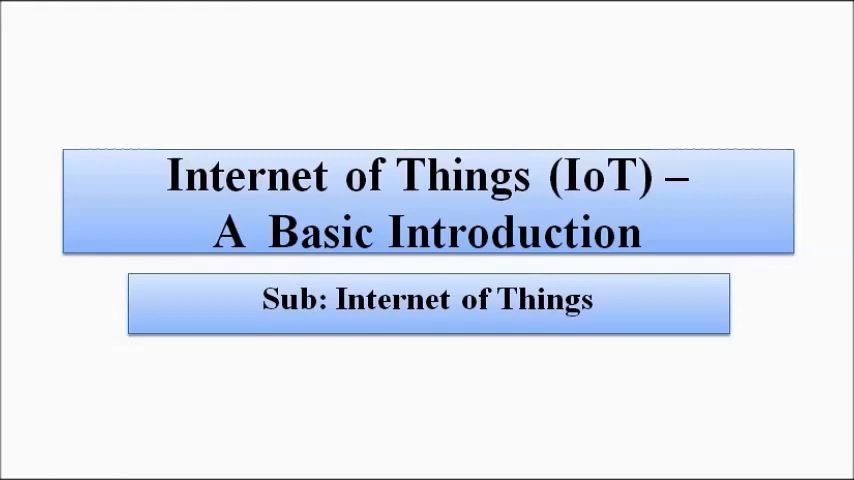 Internet of Things (IoT) –
A Basic Introduction
Sub: Internet of Things